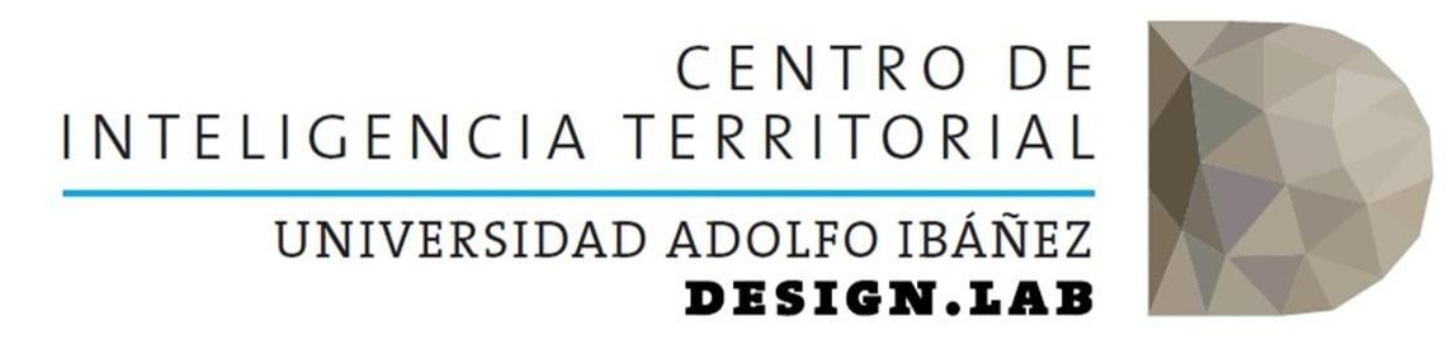 CENTRO DE
INTELIGENCIA TERRITORIAL
UNIVERSIDAD ADOLFO IBÁÑEZ
DESIGN.LAB